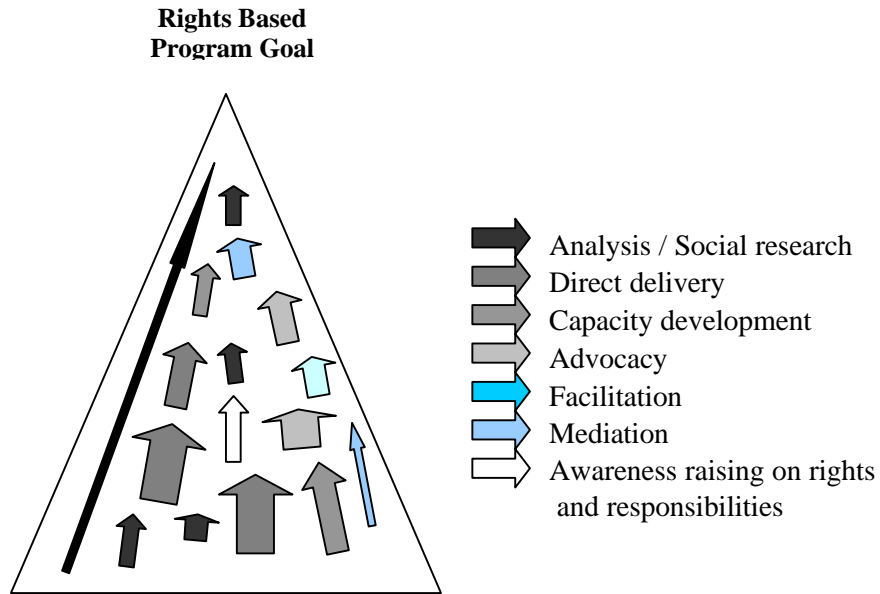 Rights Based
Program Goal
Analysis / Social research
Direct delivery
Capacity development
Advocacy
Facilitation
Mediation
Awareness raising on rights
and responsibilities